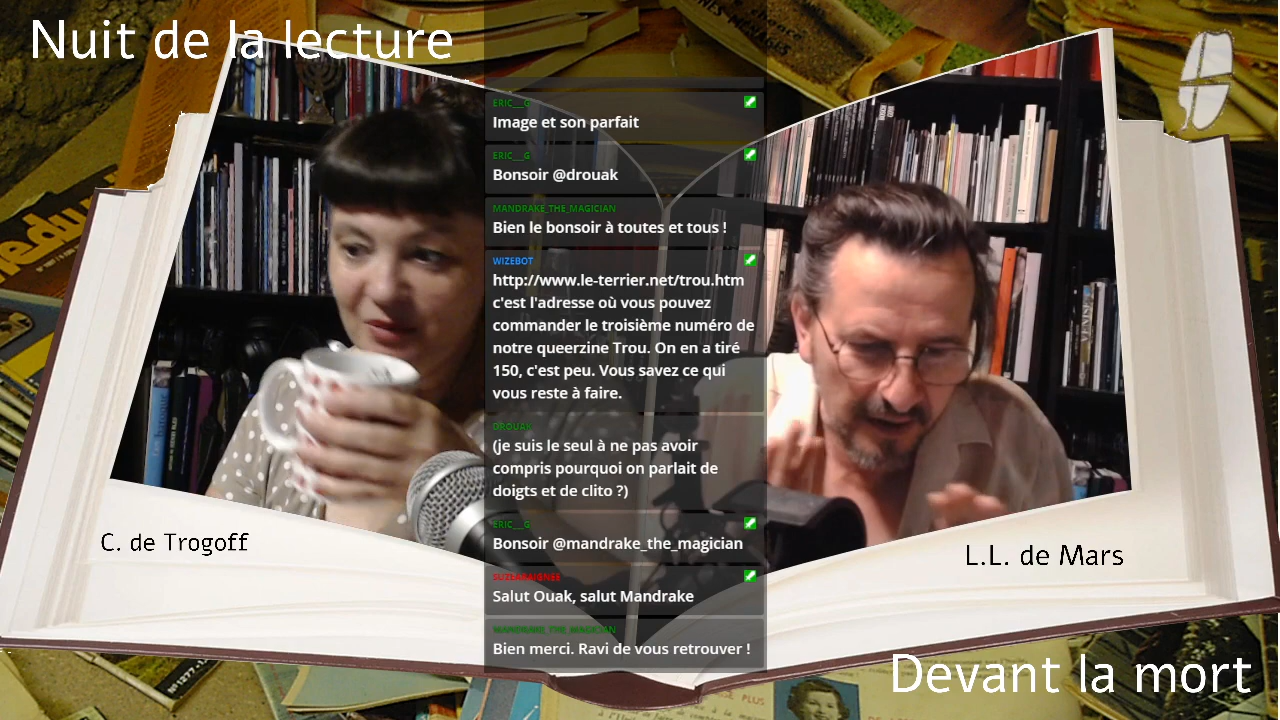 Nuit de la lecture
ERIC__G
Image et son parfait
ERIC__G
Bonsoir @drouak
MANDRAKE_THE_MAGICIAN
Bien le bonsoir à toutes et tous !
WIZEBOT
http://www.le-terrier.net/trou.htm
c'est l'adresse où vous pouvez
commander le troisième numéro de
notre queerzine Trou. On en a tiré
150, c'est peu. Vous savez ce qui
vous reste à faire.
DROUAK
(je suis le seul à ne pas avoir
compris pourquoi on parlait de
doigts et de clito ?)
ERIC__G
Bonsoir @mandrake_the_magician
Salut Ouak, salut Mandrake
MANDRAKE_THE_MAGICIAN
Bien merci. Ravi de vous retrouver !
C. de Trogoff
L.L. de Mars
Devant la mort